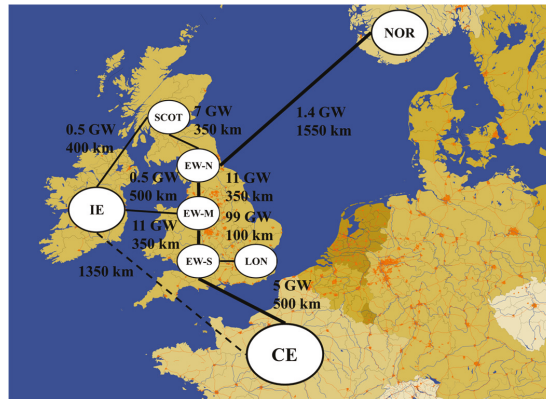 NOR
7 GW
350 km
SCOT
1.4 GW
1550 km
0.5 GW
400 km
EW-N
0.5 GW
500 km
11 GW
350 km
IE
EW-M
99 GW
100 km
11 GW
350 km
EW-S
LON
1350 km
5 GW
500 km
CE